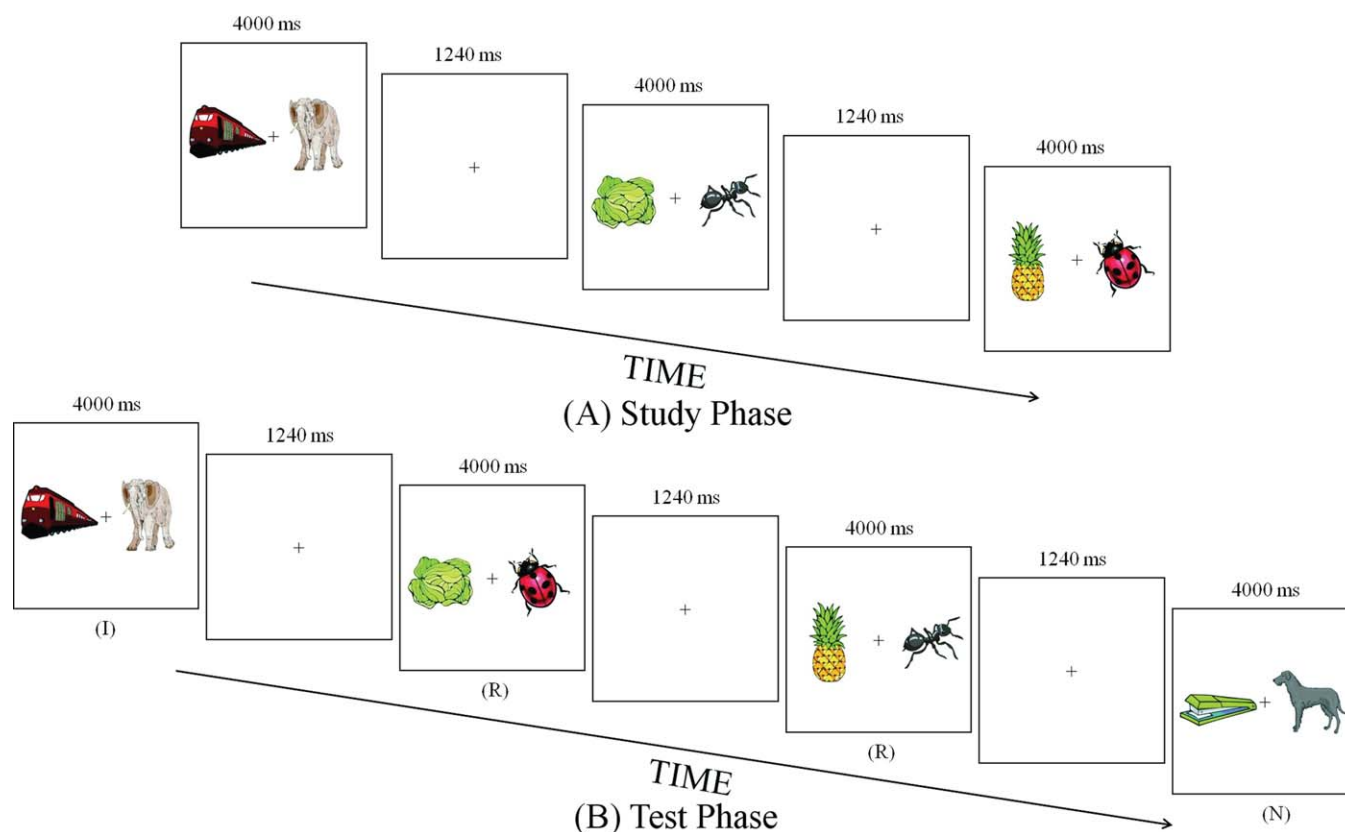 4000 ms
1240 ms
4000 ms
1240 ms
4000 ms
+
+
+
+
+
TIME
(A) Study Phase
4000 ms
1240 ms
4000 ms
1240 ms
4000 ms
1240 ms
4000 ms
+
+
+
+
+
+
+
(I)
(R)
(R)
(N)
TIME
(B) Test Phase